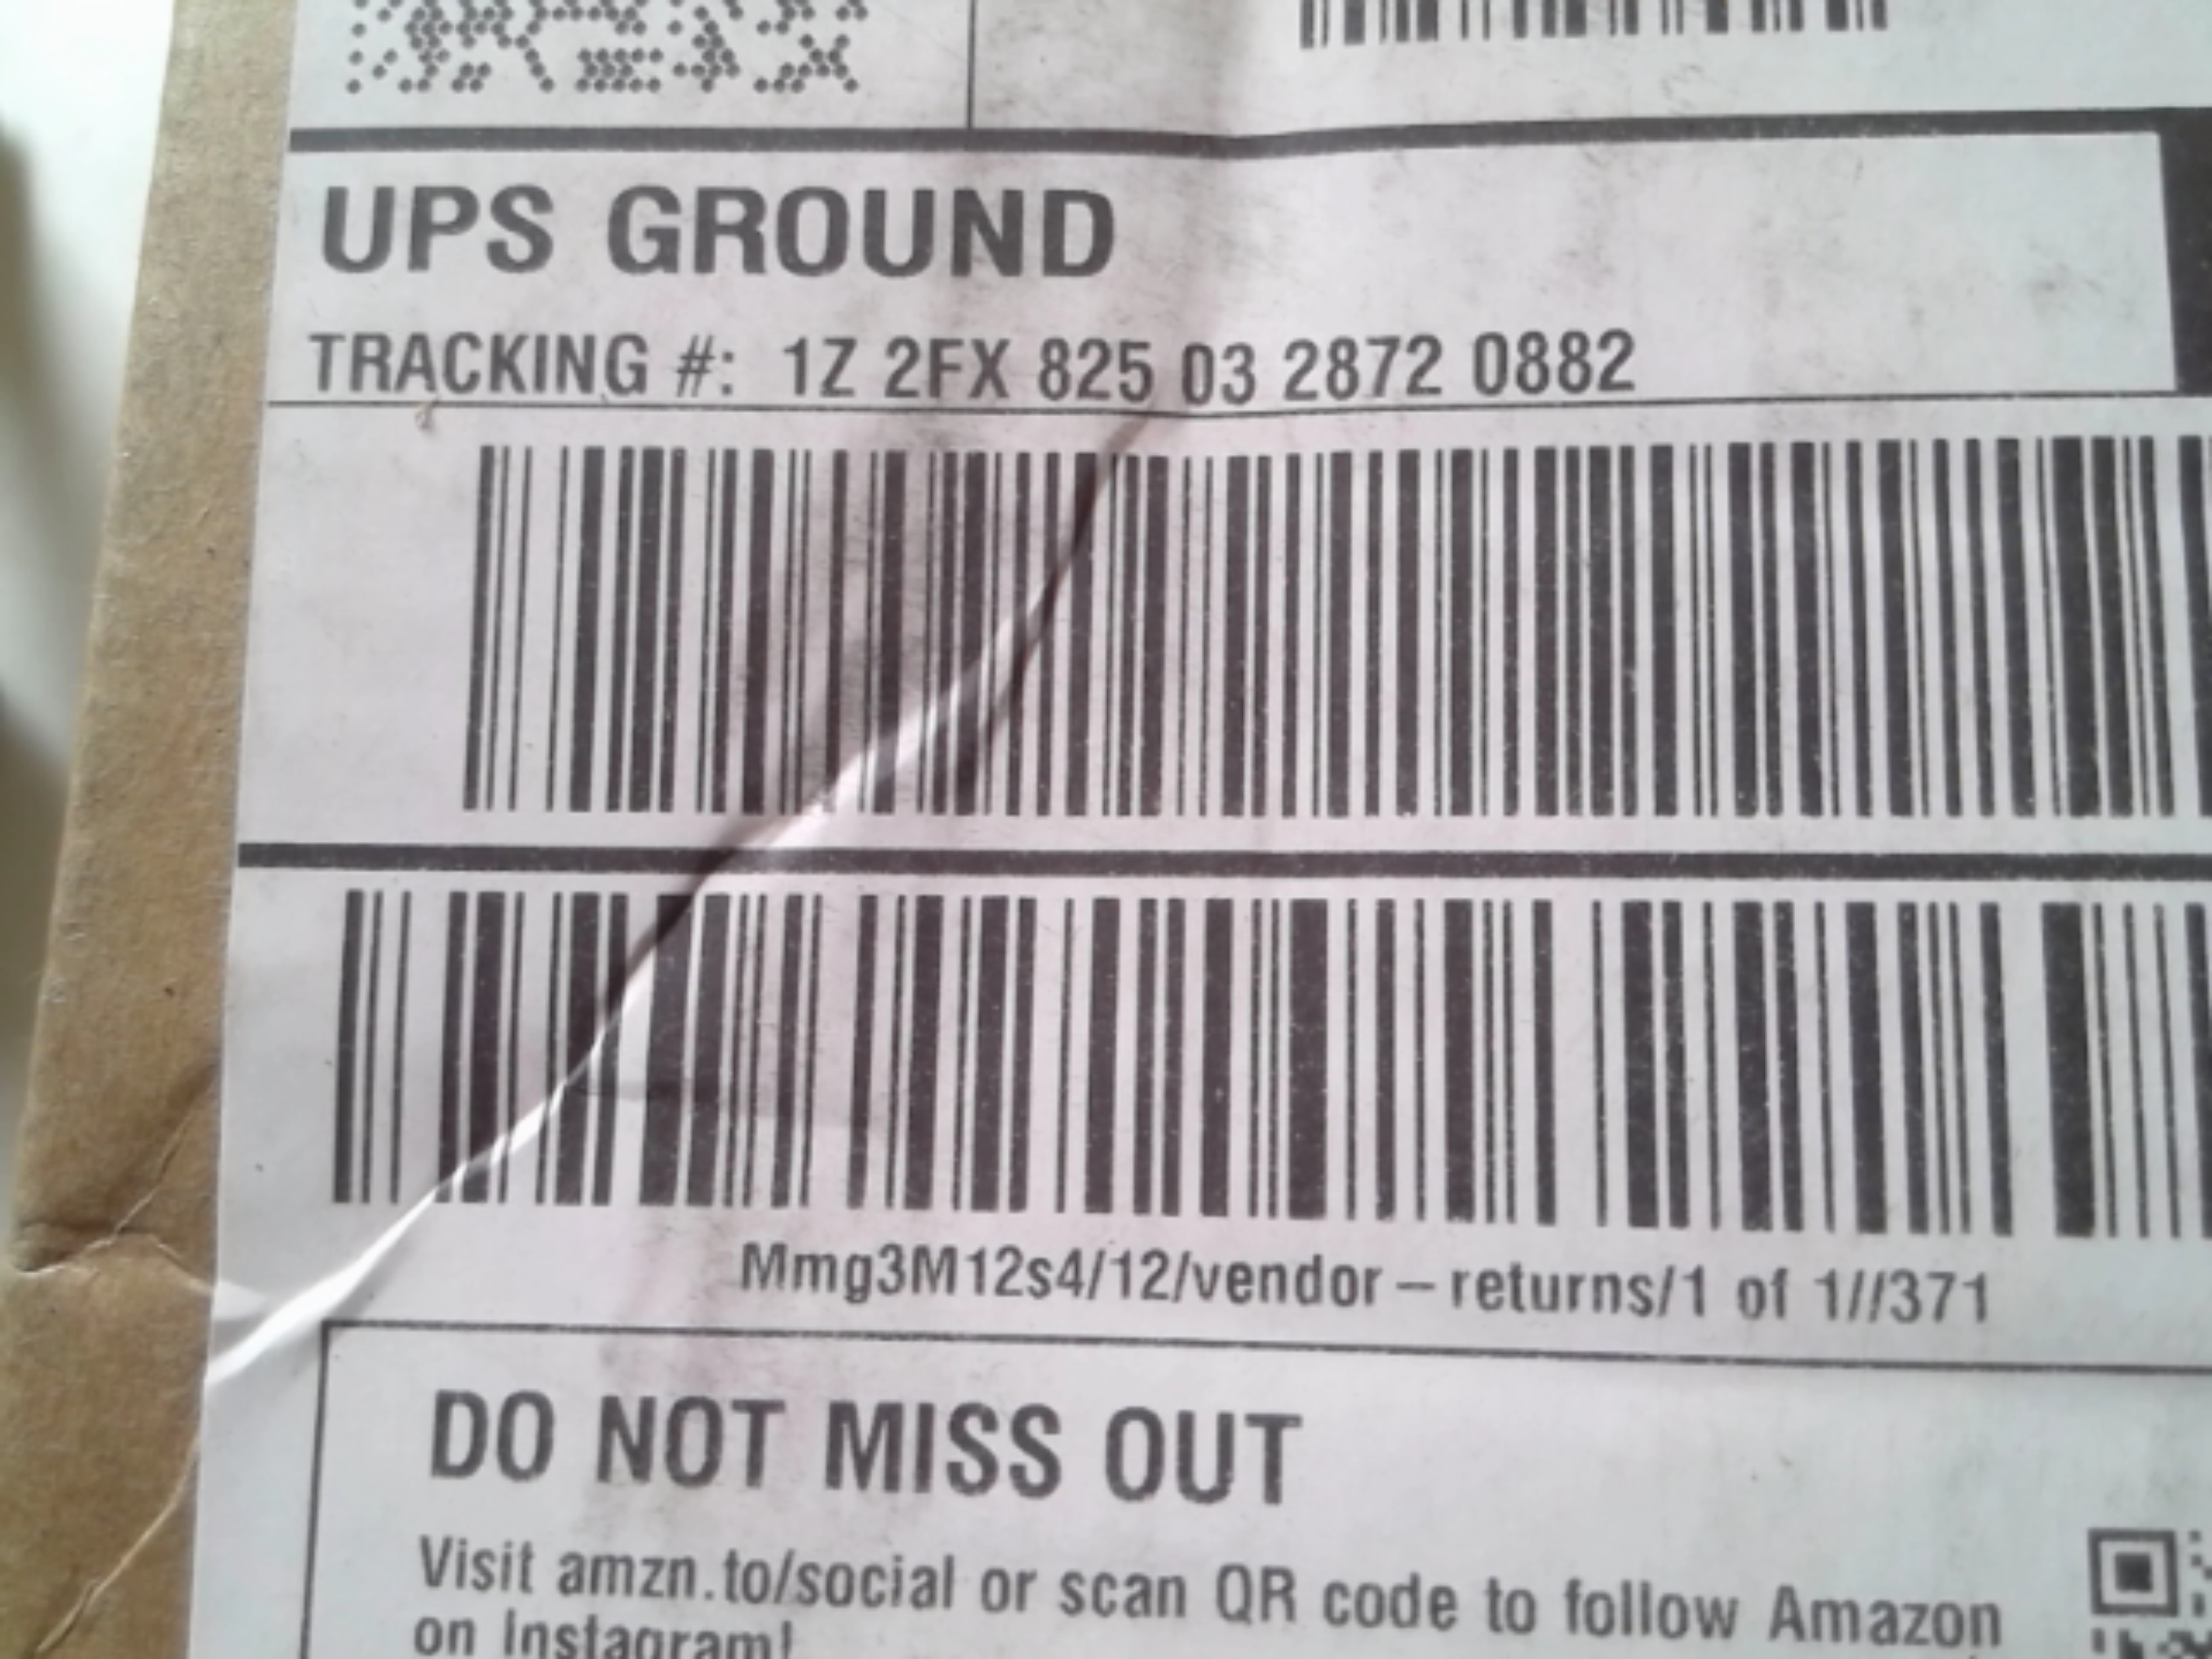 UPS GROUND
TRACKING #: 1Z 2FX 825 03 2872 0882
Mmg3M12s4/12/vendor – returns/1 of 1//371
DO NOT MISS OUT
Visit amzn.to/social or scan QR code to follow Amazon
on Instagram!